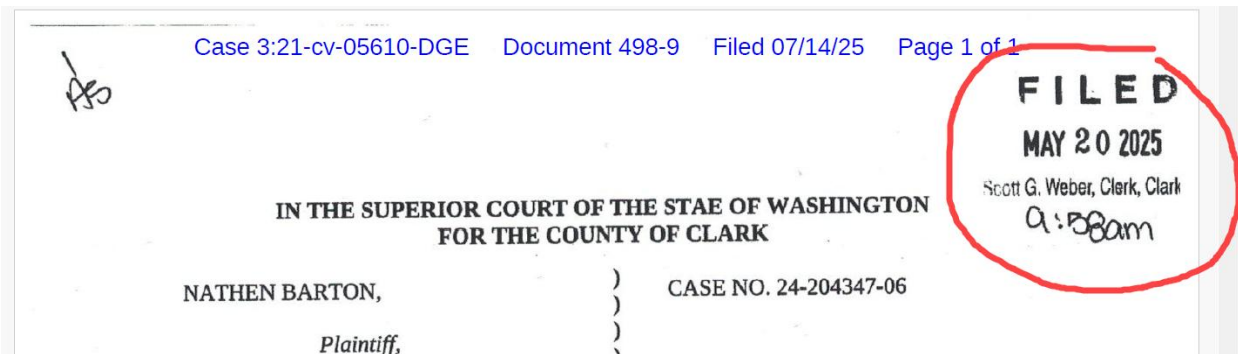 Case 3:21-cv-05610-DGE Document 498-9 Filed 07/14/25 Page 1 of 1
FILED
MAY 20 2025
Scott G. Weber, Clerk, Clark
9:58am
IN THE SUPERIOR COURT OF THE STAE OF WASHINGTON
FOR THE COUNTY OF CLARK
NATHEN BARTON,
) CASE NO. 24-204347-06
)
)
Plaintiff,
)